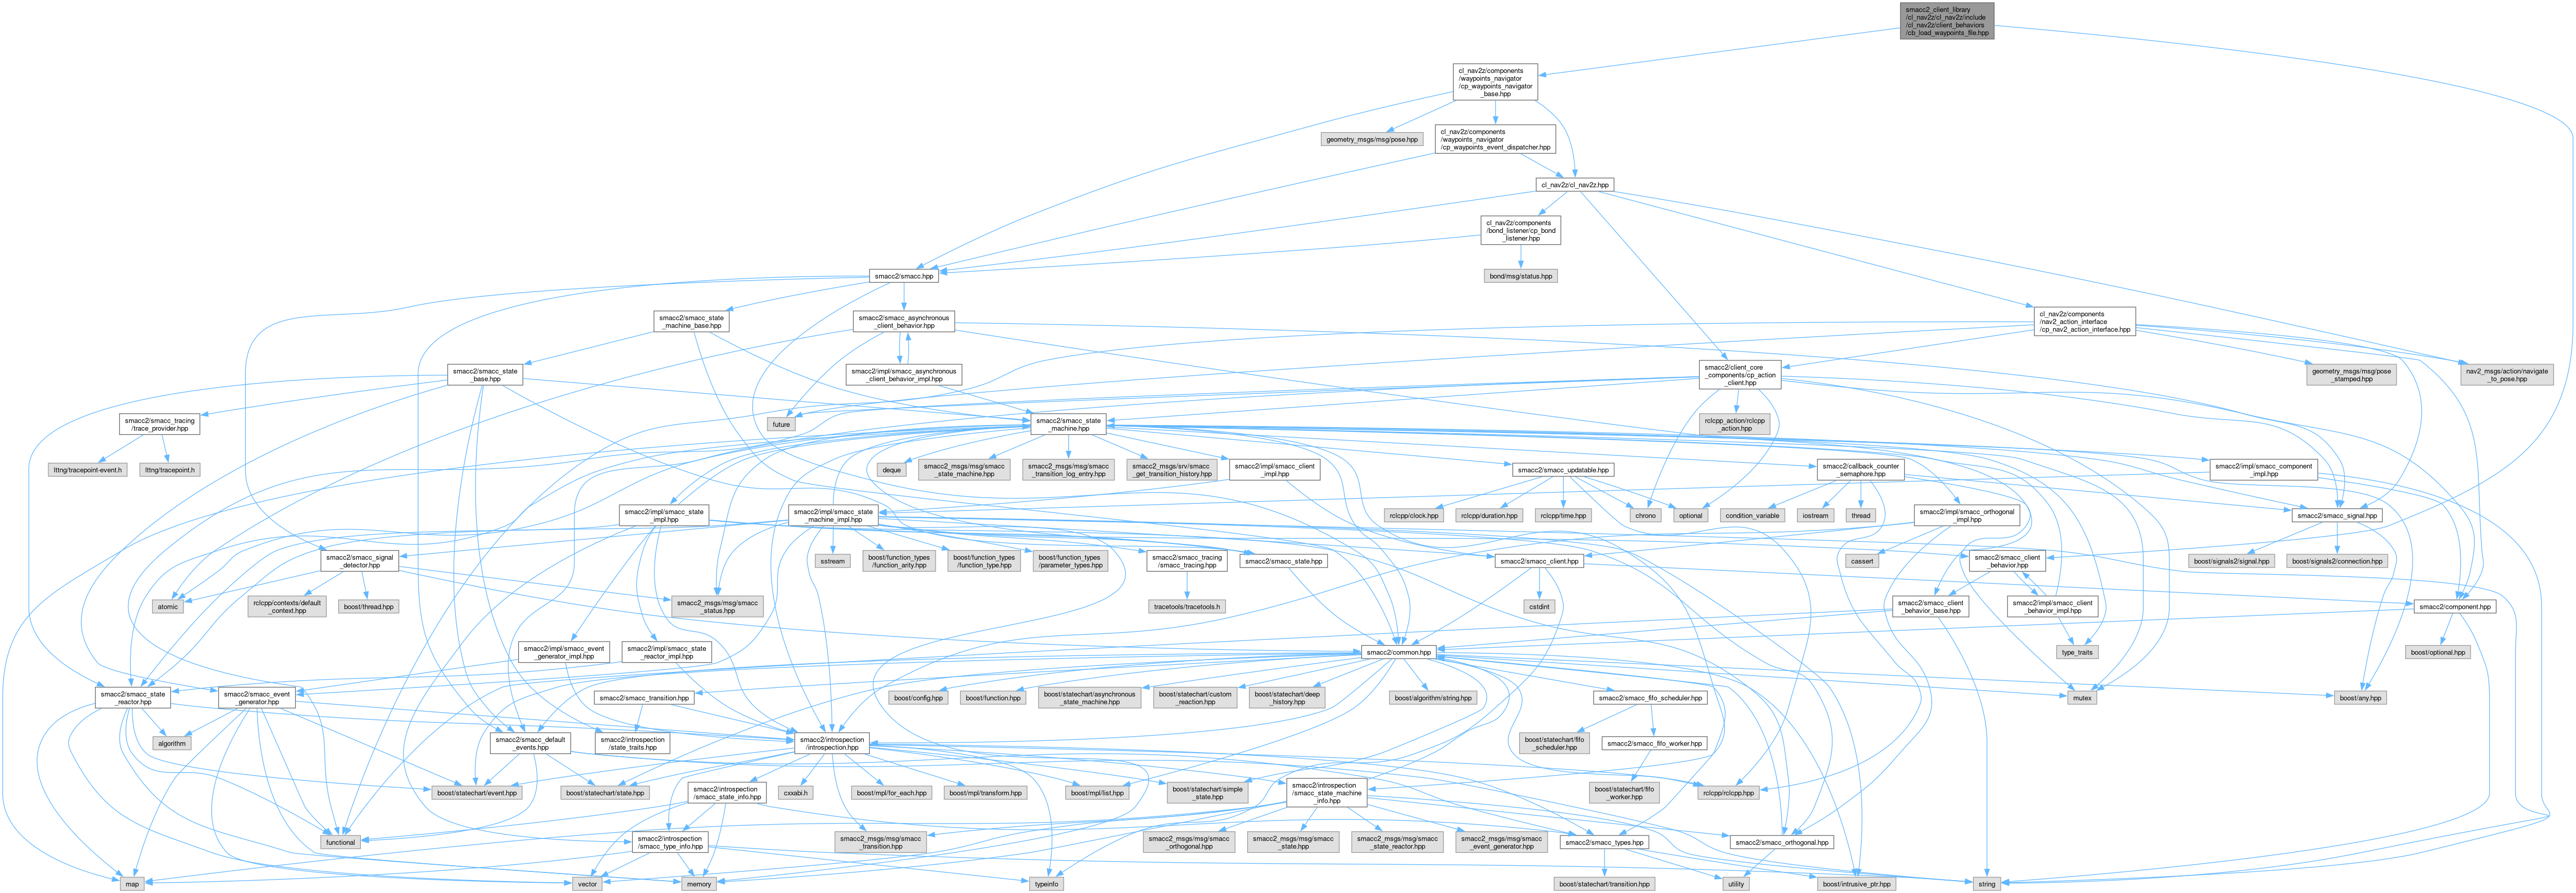 smacc2_client_library
/cl_nav2z/cl_nav2z/include
/cl_nav2z/client_behaviors
/cb_load_waypoints_file.hpp
cl_nav2z/components
/waypoints_navigator
/cp_waypoints_navigator
_base.hpp
geometry_msgs/msg/pose.hpp
cl_nav2z/components
/waypoints_navigator
/cp_waypoints_event_dispatcher.hpp
cl_nav2z/cl_nav2z.hpp
cl_nav2z/components
/bond_listener/cp_bond
_listener.hpp
smacc2/smacc.hpp
bond/msg/status.hpp
smacc2/smacc_state
_machine_base.hpp
smacc2/smacc_asynchronous
_client_behavior.hpp
cl_nav2z/components
/nav2_action_interface
/cp_nav2_action_interface.hpp
smacc2/smacc_state
_base.hpp
smacc2/impl/smacc_asynchronous
_client_behavior_impl.hpp
smacc2/client_core
_components/cp_action
_client.hpp
geometry_msgs/msg/pose
_stamped.hpp
nav2_msgs/action/navigate
_to_pose.hpp
smacc2/smacc_tracing
/trace_provider.hpp
future
smacc2/smacc_state
_machine.hpp
rclcpp_action/rclcpp
_action.hpp
lttng/tracepoint-event.h
lttng/tracepoint.h
deque
smacc2_msgs/msg/smacc
_state_machine.hpp
smacc2_msgs/msg/smacc
_transition_log_entry.hpp
smacc2_msgs/srv/smacc
_get_transition_history.hpp
smacc2/impl/smacc_client
_impl.hpp
smacc2/smacc_updatable.hpp
smacc2/callback_counter
_semaphore.hpp
smacc2/impl/smacc_component
_impl.hpp
smacc2/impl/smacc_state
_impl.hpp
smacc2/impl/smacc_state
_machine_impl.hpp
rclcpp/clock.hpp
rclcpp/duration.hpp
rclcpp/time.hpp
chrono
optional
condition_variable
iostream
thread
smacc2/impl/smacc_orthogonal
_impl.hpp
smacc2/smacc_signal.hpp
smacc2/smacc_signal
_detector.hpp
sstream
boost/function_types
/function_arity.hpp
boost/function_types
/function_type.hpp
boost/function_types
/parameter_types.hpp
smacc2/smacc_tracing
/smacc_tracing.hpp
smacc2/smacc_state.hpp
smacc2/smacc_client.hpp
cassert
smacc2/smacc_client
_behavior.hpp
boost/signals2/signal.hpp
boost/signals2/connection.hpp
atomic
rclcpp/contexts/default
_context.hpp
boost/thread.hpp
smacc2_msgs/msg/smacc
_status.hpp
tracetools/tracetools.h
cstdint
smacc2/smacc_client
_behavior_base.hpp
smacc2/impl/smacc_client
_behavior_impl.hpp
smacc2/component.hpp
smacc2/impl/smacc_event
_generator_impl.hpp
smacc2/impl/smacc_state
_reactor_impl.hpp
smacc2/common.hpp
type_traits
boost/optional.hpp
smacc2/smacc_state
_reactor.hpp
smacc2/smacc_event
_generator.hpp
smacc2/smacc_transition.hpp
boost/config.hpp
boost/function.hpp
boost/statechart/asynchronous
_state_machine.hpp
boost/statechart/custom
_reaction.hpp
boost/statechart/deep
_history.hpp
boost/algorithm/string.hpp
smacc2/smacc_fifo_scheduler.hpp
mutex
boost/any.hpp
algorithm
smacc2/smacc_default
_events.hpp
smacc2/introspection
/state_traits.hpp
smacc2/introspection
/introspection.hpp
boost/statechart/fifo
_scheduler.hpp
smacc2/smacc_fifo_worker.hpp
boost/statechart/event.hpp
boost/statechart/state.hpp
smacc2/introspection
/smacc_state_info.hpp
cxxabi.h
boost/mpl/for_each.hpp
boost/mpl/transform.hpp
boost/mpl/list.hpp
boost/statechart/simple
_state.hpp
smacc2/introspection
/smacc_state_machine
_info.hpp
boost/statechart/fifo
_worker.hpp
rclcpp/rclcpp.hpp
functional
smacc2/introspection
/smacc_type_info.hpp
smacc2_msgs/msg/smacc
_transition.hpp
smacc2_msgs/msg/smacc
_orthogonal.hpp
smacc2_msgs/msg/smacc
_state.hpp
smacc2_msgs/msg/smacc
_state_reactor.hpp
smacc2_msgs/msg/smacc
_event_generator.hpp
smacc2/smacc_types.hpp
smacc2/smacc_orthogonal.hpp
map
vector
memory
typeinfo
boost/statechart/transition.hpp
utility
boost/intrusive_ptr.hpp
string